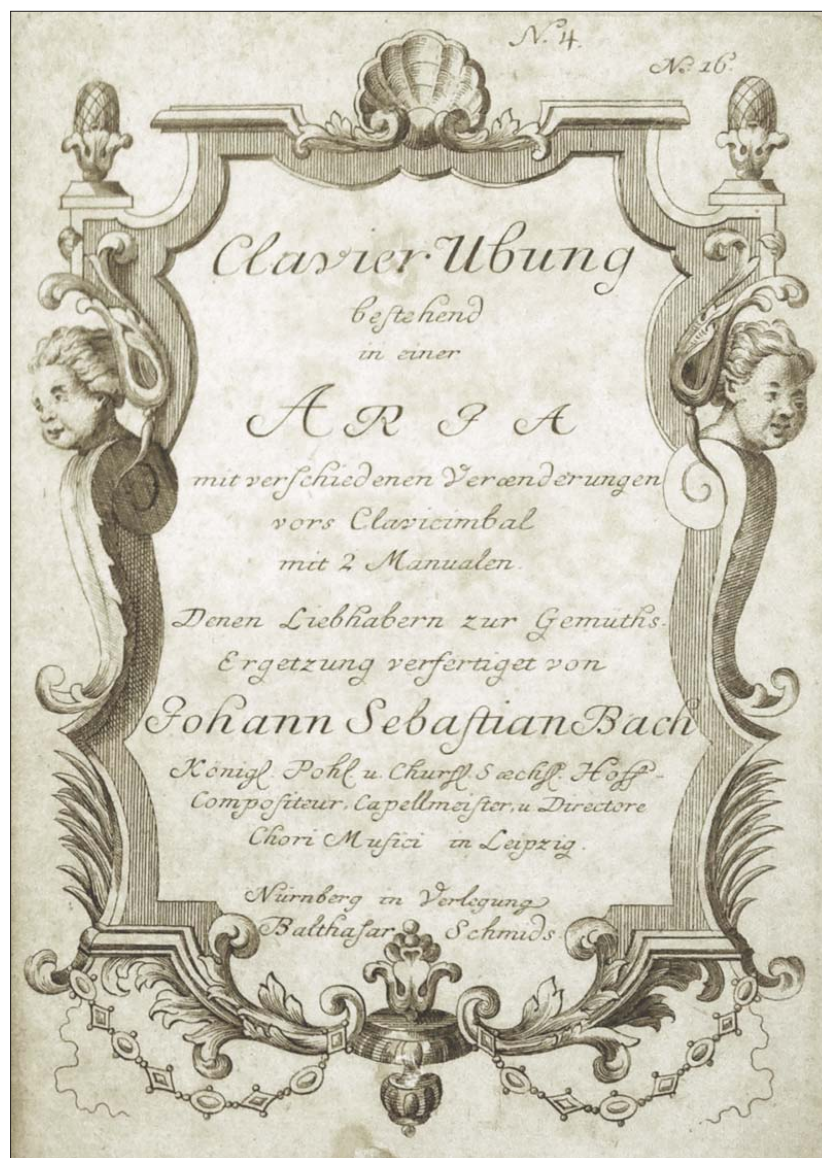 N. 4.
No. 16.
Clavier Ubung
bestehend
in einer
ARIA
mit verschiedenen Verænderungen
vors Clavicimbal
mit 2 Manualen.
Denen Liebhabern zur Gemüths-
Ergetzung verfertiget von
Johann Sebastian Bach
Königl. Pohl. u. Churfl. Sæchs. Hoff-
Compositeur, Capellmeister, u. Directore
Chori Musici in Leipzig.
Nürnberg in Verlegung
Balthasar Schmids